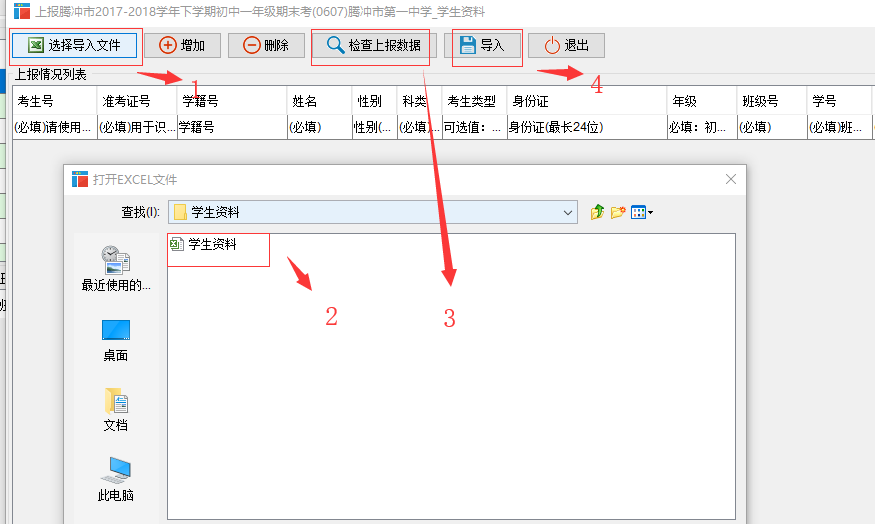 上报腾冲市2017-2018学年下学期初中一年级期末考(0607)腾冲市第一中学_学生资料
选择导入文件 增加 删除 检查上报数据 导入 退出
上报情况列表 1 4
考生号 准考证号 学籍号 姓名 性别 科类 考生类型 身份证 年级 班级号 学号
(必填)请使用... (必填)用于识... 学籍号 (必填) 性别(... (必填)... 可选值：... 身份证(最长24位) 必填：初... (必填) (必填)班...
打开EXCEL文件
查找(I): 学生资料
学生资料
最近使用的...
2 3
桌面
文档
此电脑